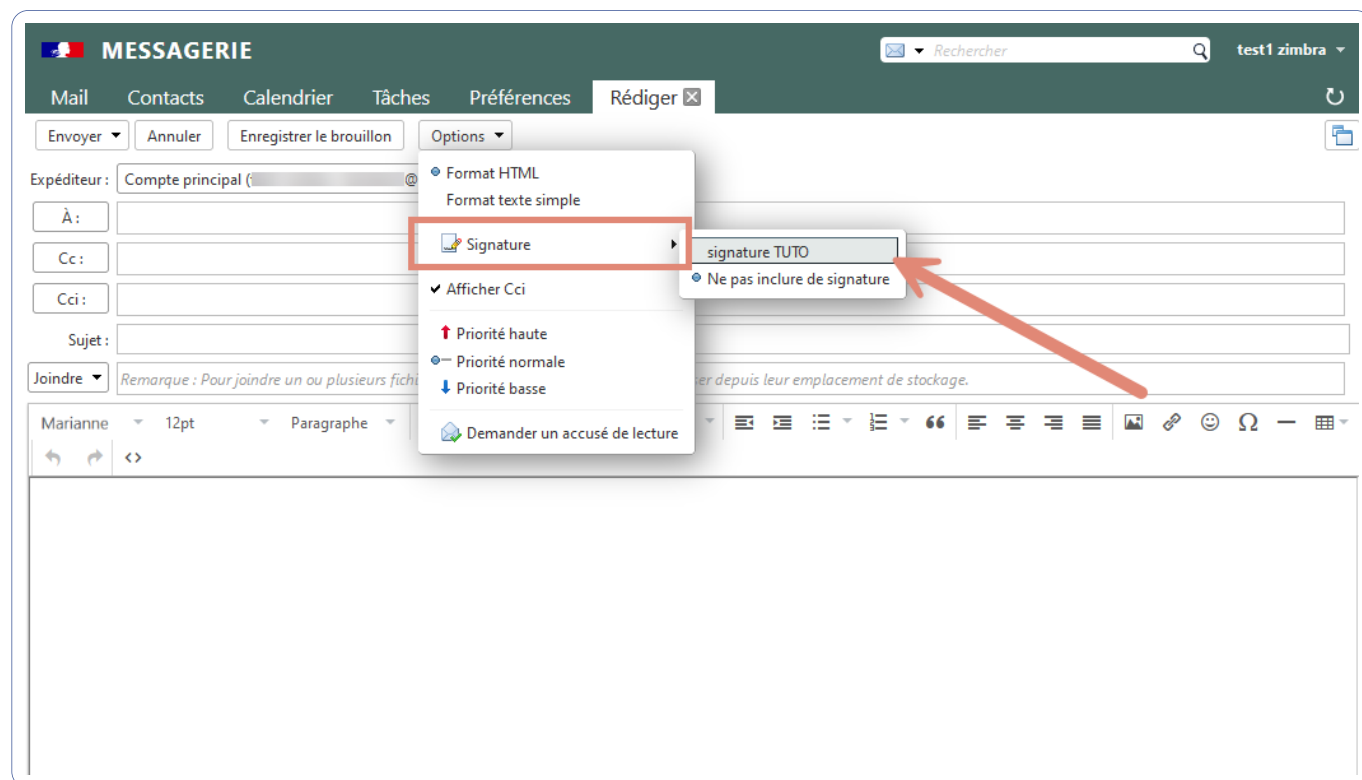 MESSAGERIE
Rechercher
test1 zimbra
Mail Contacts Calendrier Tâches Préférences Rédiger
Envoyer Annuler Enregistrer le brouillon Options
Expéditeur : Compte principal ( @
Format HTML
Format texte simple
À :
Signature
signature TUTO
Cc :
Ne pas inclure de signature
Afficher Cci
Cci :
Priorité haute
Sujet :
Priorité normale
Joindre Remarque : Pour joindre un ou plusieurs depuis leur emplacement de stockage.
Priorité basse
Marianne 12pt Paragraphe
Demander un accusé de lecture